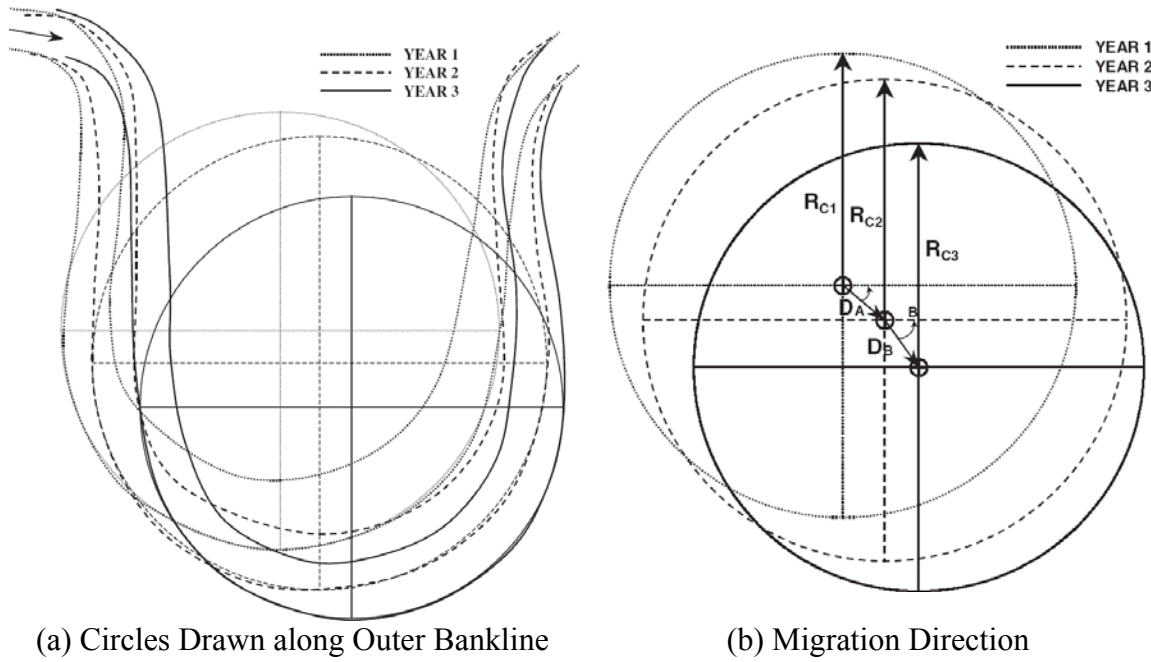 YEAR 1
YEAR 2
YEAR 3
YEAR 1
YEAR 2
YEAR 3
RC1
RC2
RC3
DA
B
DB
(a) Circles Drawn along Outer Bankline
(b) Migration Direction